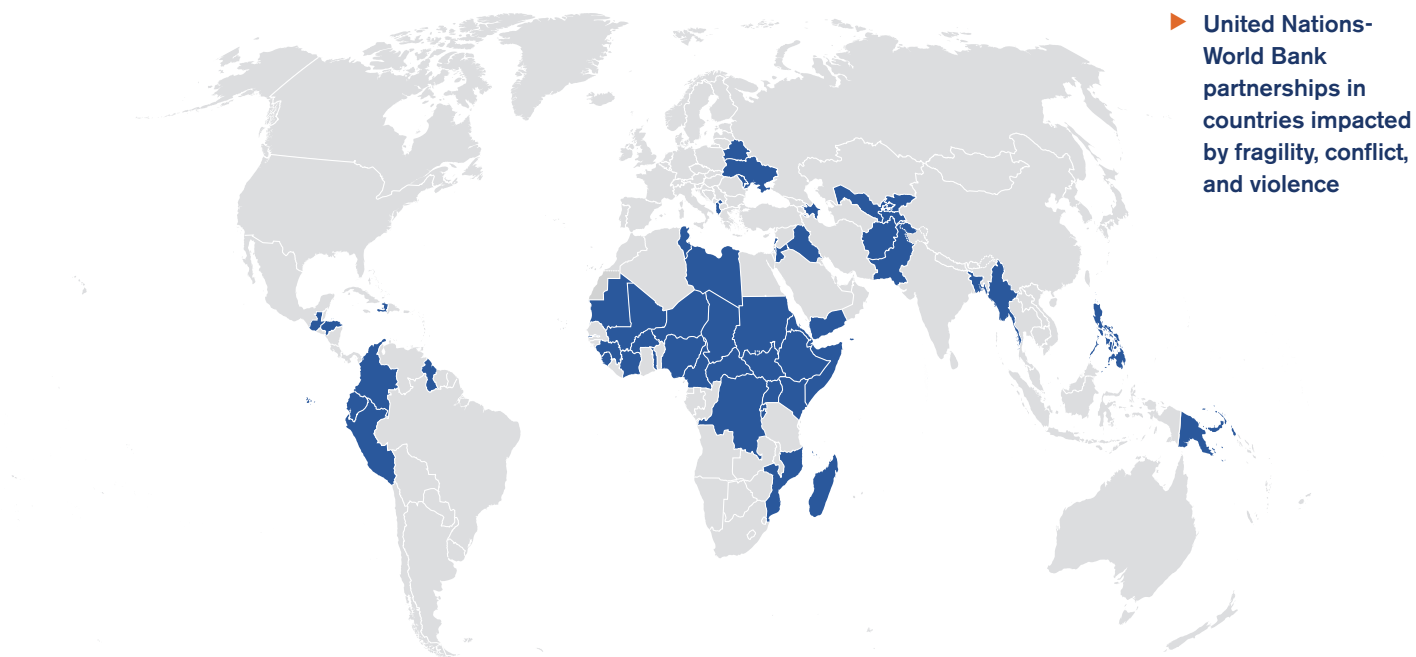 United Nations-
World Bank
partnerships in
countries impacted
by fragility, conflict,
and violence